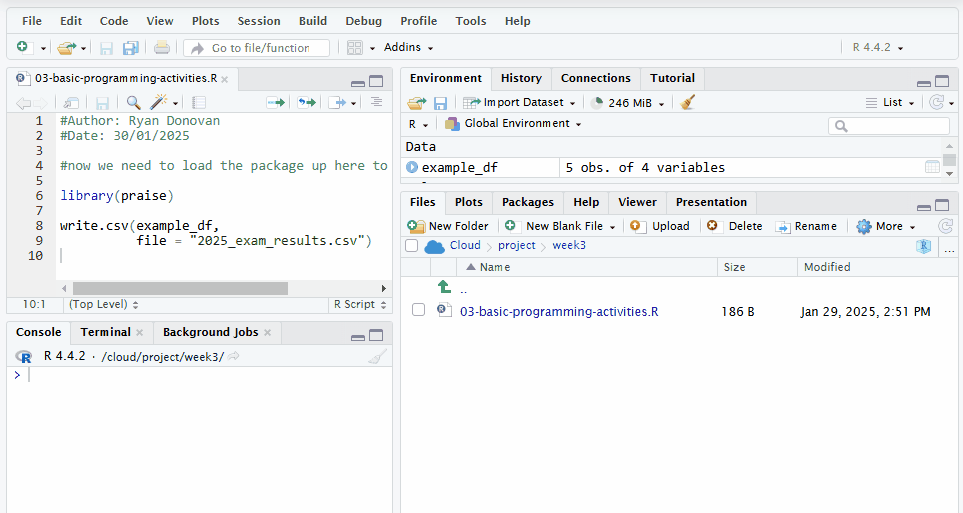 File Edit Code View Plots Session Build Debug Profile Tools Help
Go to file/function Addins R 4.4.2
03-basic-programming-activities.R
1 #Author: Ryan Donovan
2 #Date: 30/01/2025
3
4 #now we need to load the package up here to
5
6 library(praise)
7
8 write.csv(example_df,
9 file = "2025_exam_results.csv")
10
10:1 (Top Level) R Script
Console Terminal Background Jobs
R 4.4.2 · /cloud/project/week3/
>
Environment History Connections Tutorial
Import Dataset 246 MiB List
R Global Environment
Data
example_df 5 obs. of 4 variables
Files Plots Packages Help Viewer Presentation
New Folder New Blank File Upload Delete Rename More
Cloud project week3 R ...
Name Size Modified
..
03-basic-programming-activities.R 186 B Jan 29, 2025, 2:51 PM